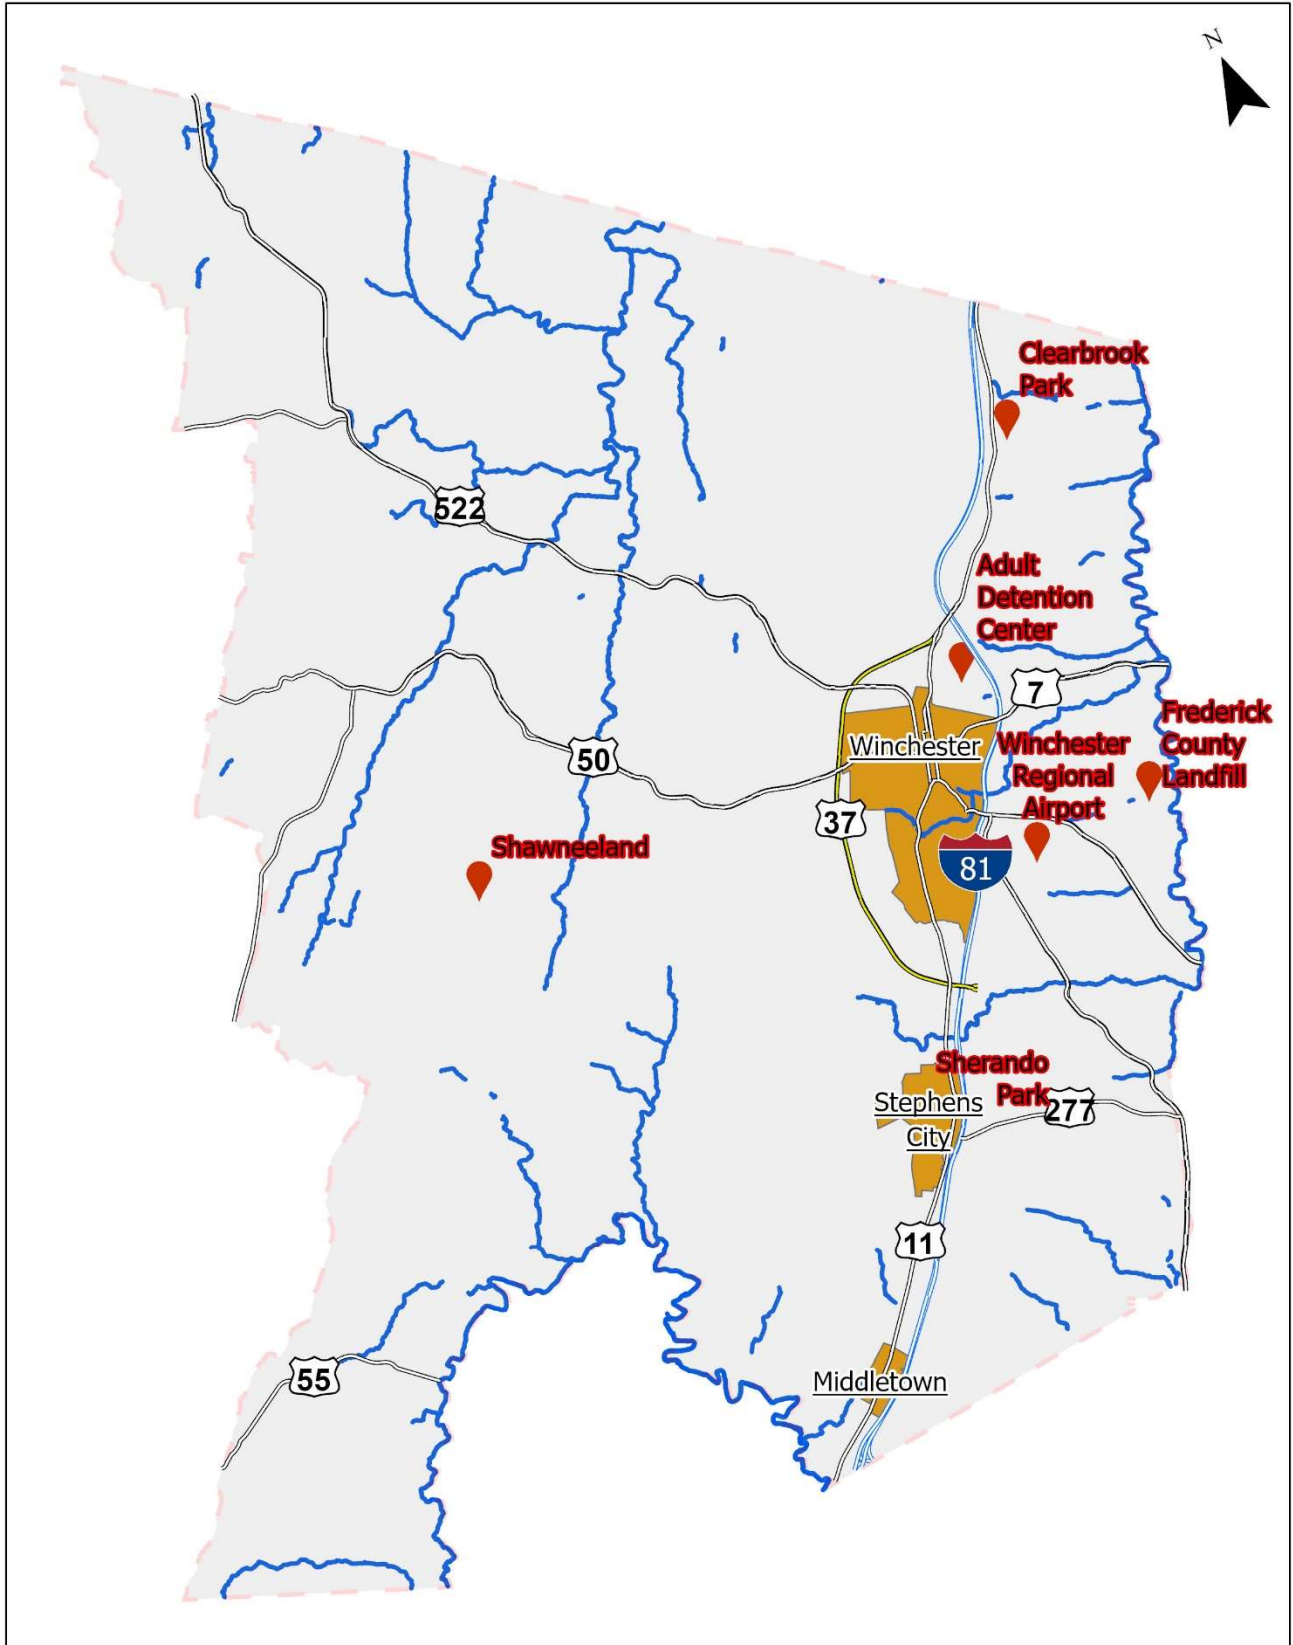 N
Clearbrook
Park
522
Adult
Detention
Center
7
Frederick
County
Landfill
Winchester
Winchester
Regional
Airport
50
37
81
Shawneeland
Sherando
Park
277
Stephens
City
11
55
Middletown